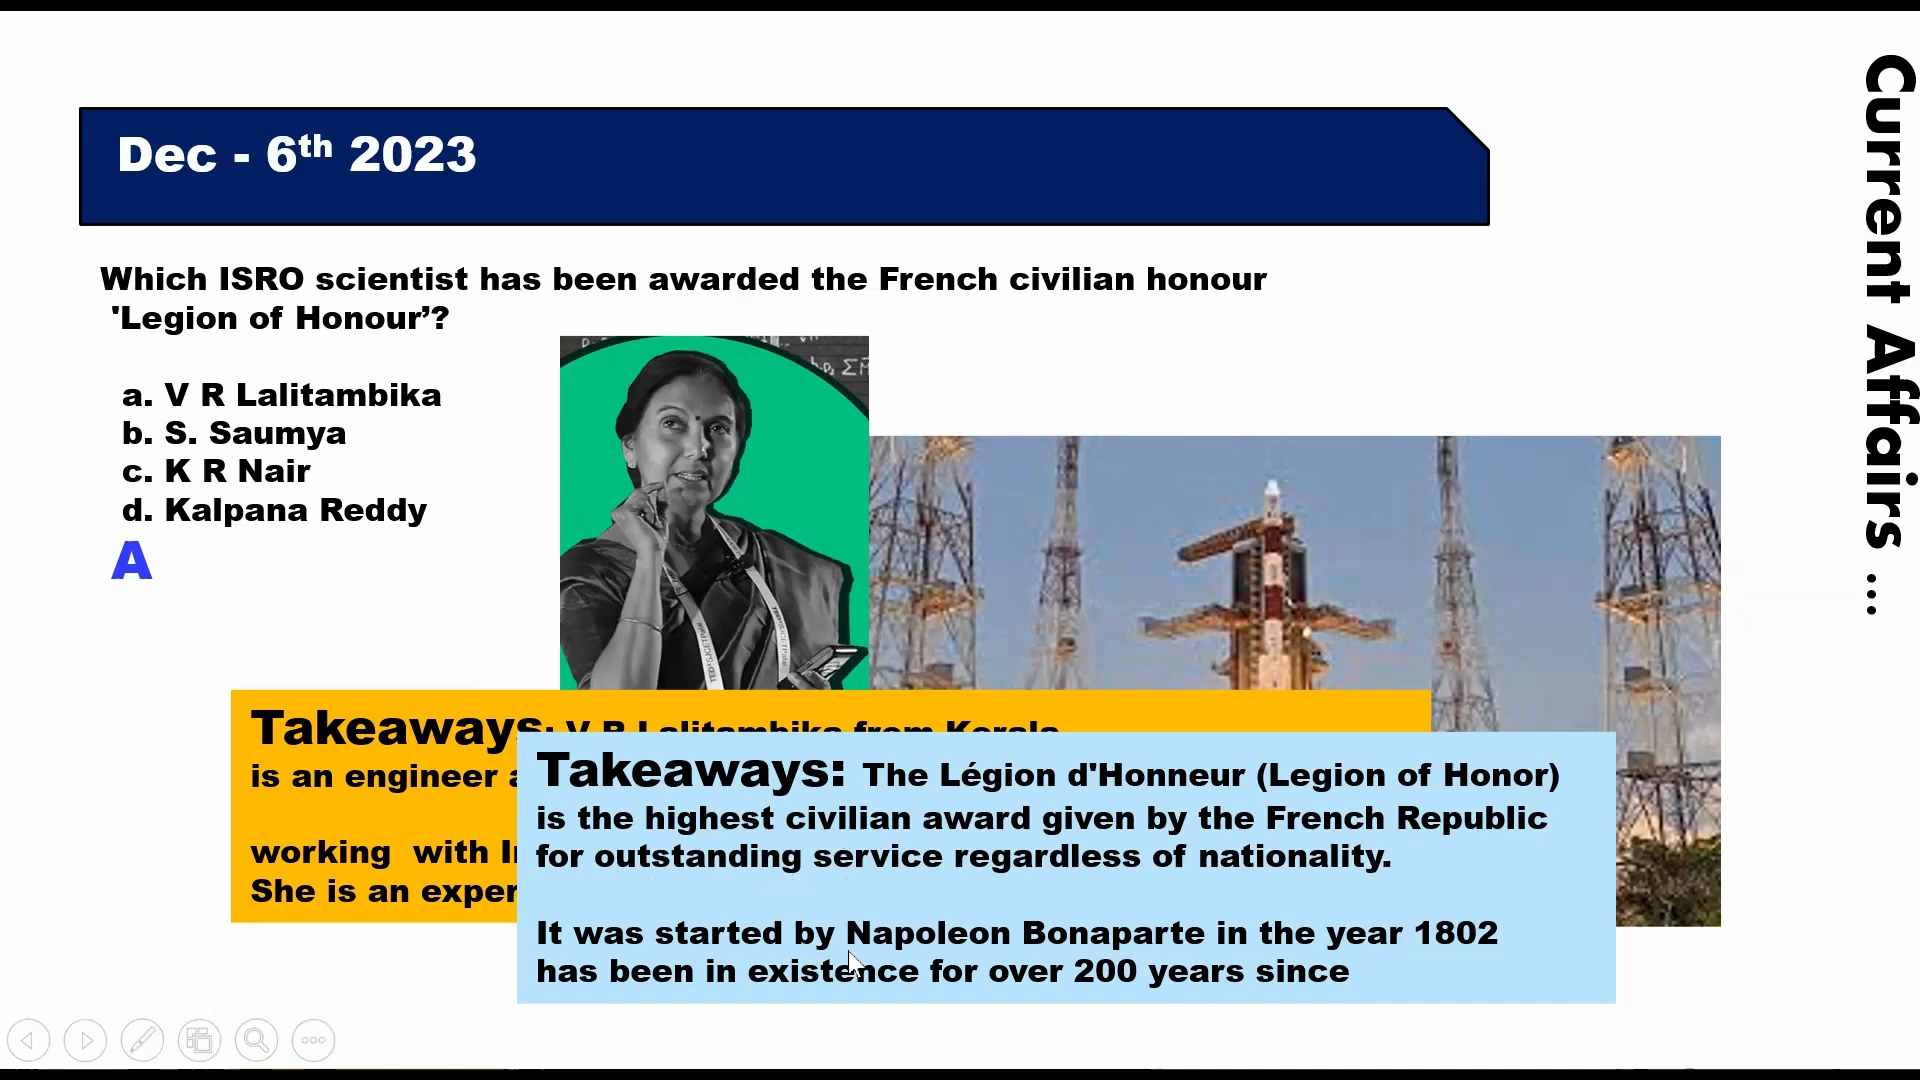 Dec - 6th 2023
Which ISRO scientist has been awarded the French civilian honour
'Legion of Honour’?
a. V R Lalitambika
b. S. Saumya
c. K R Nair
d. Kalpana Reddy
A
Takeaways: V R Lalitambika from Kerala
is an engineer
working with
She is an
Takeaways: The Légion d'Honneur (Legion of Honor)
is the highest civilian award given by the French Republic
for outstanding service regardless of nationality.
It was started by Napoleon Bonaparte in the year 1802
has been in existence for over 200 years since
Current Affairs ...